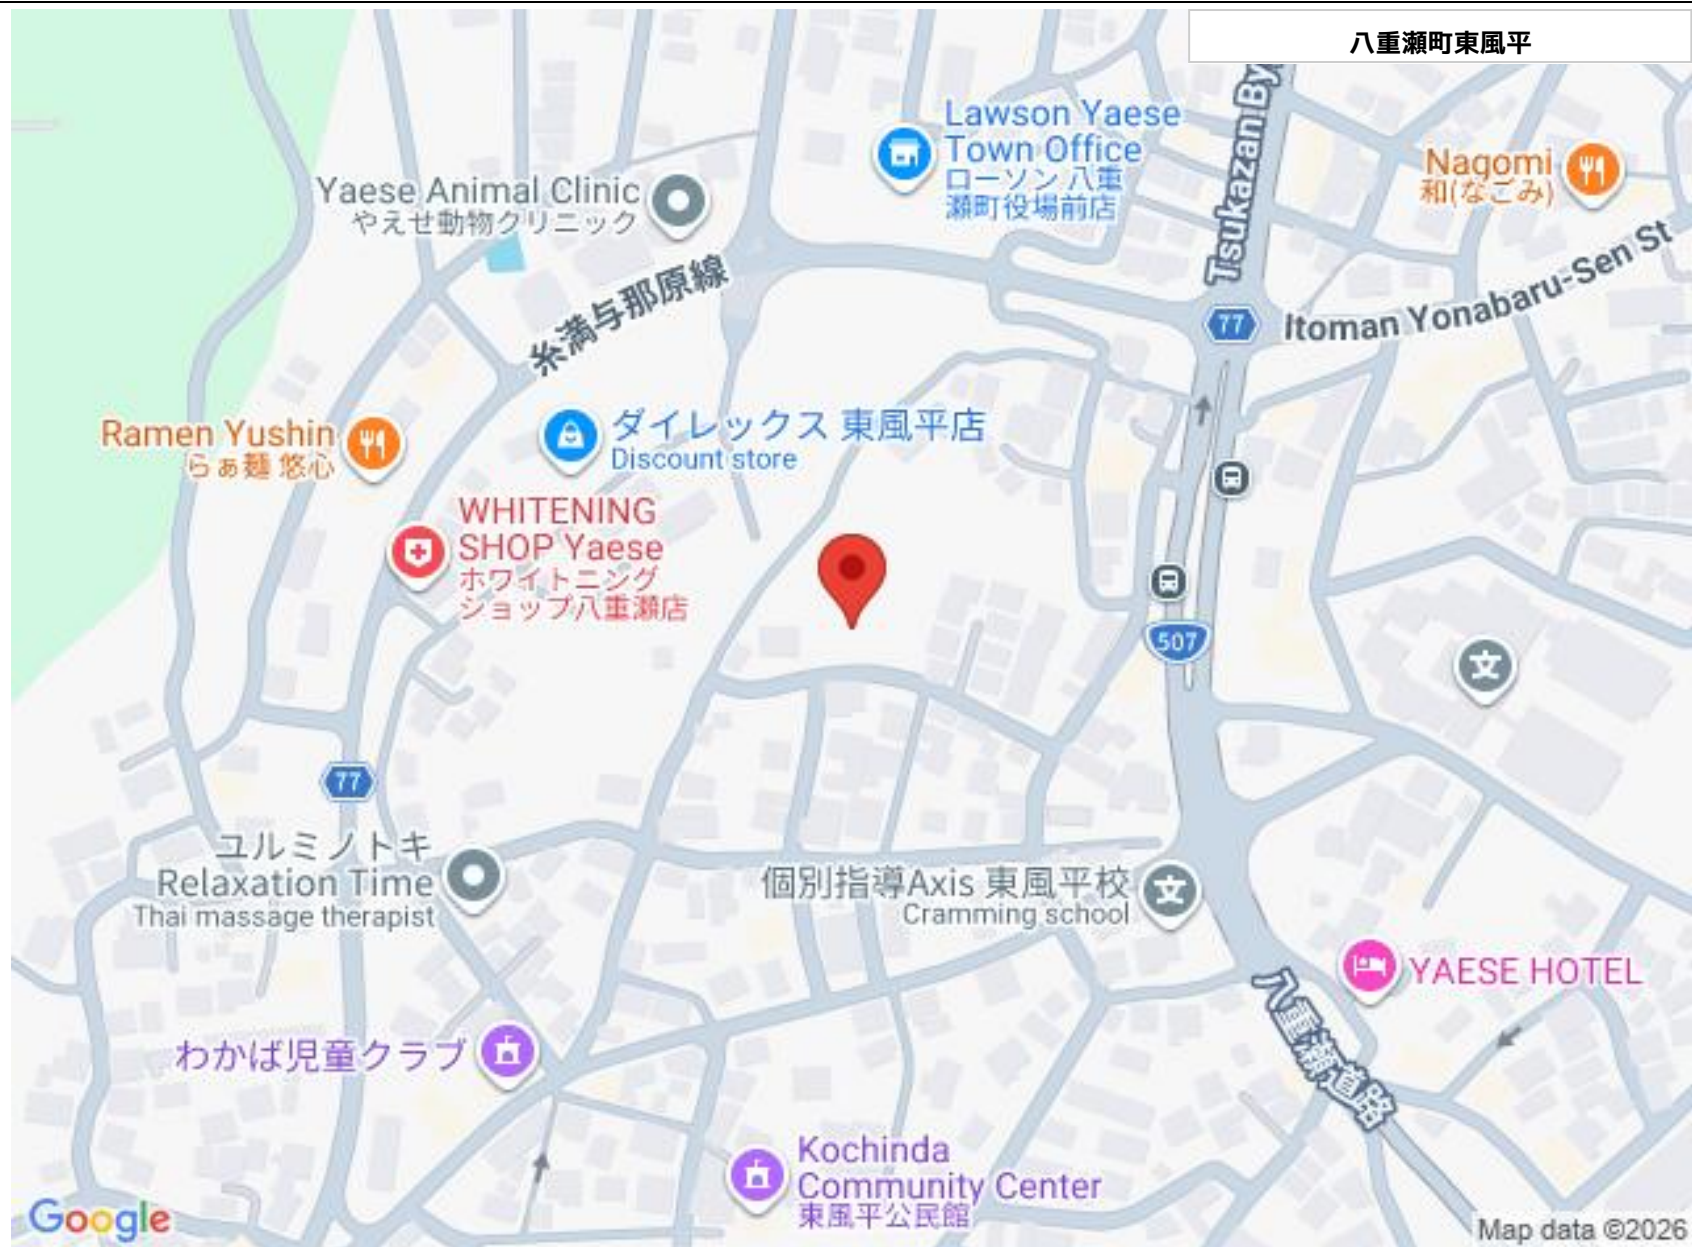 八重瀬町東風平
Lawson Yaese
Town Office
ローソン 八重
瀬町役場前店
Tsukazan By
Nagomi
和(なごみ)
Yaese Animal Clinic
やえせ動物クリニック
糸満与那原線
77
Itoman Yonabaru-Sen St
Ramen Yushin
らぁ麺 悠心
ダイレックス 東風平店
Discount store
WHITENING
SHOP Yaese
ホワイトニング
ショップ八重瀬店
507
文
77
ユルミノトキ
Relaxation Time
Thai massage therapist
個別指導Axis 東風平校
Cramming school
文
YAESE HOTEL
八重瀬道路
わかば児童クラブ
Kochinda
Community Center
東風平公民館
Google
Map data ©2026